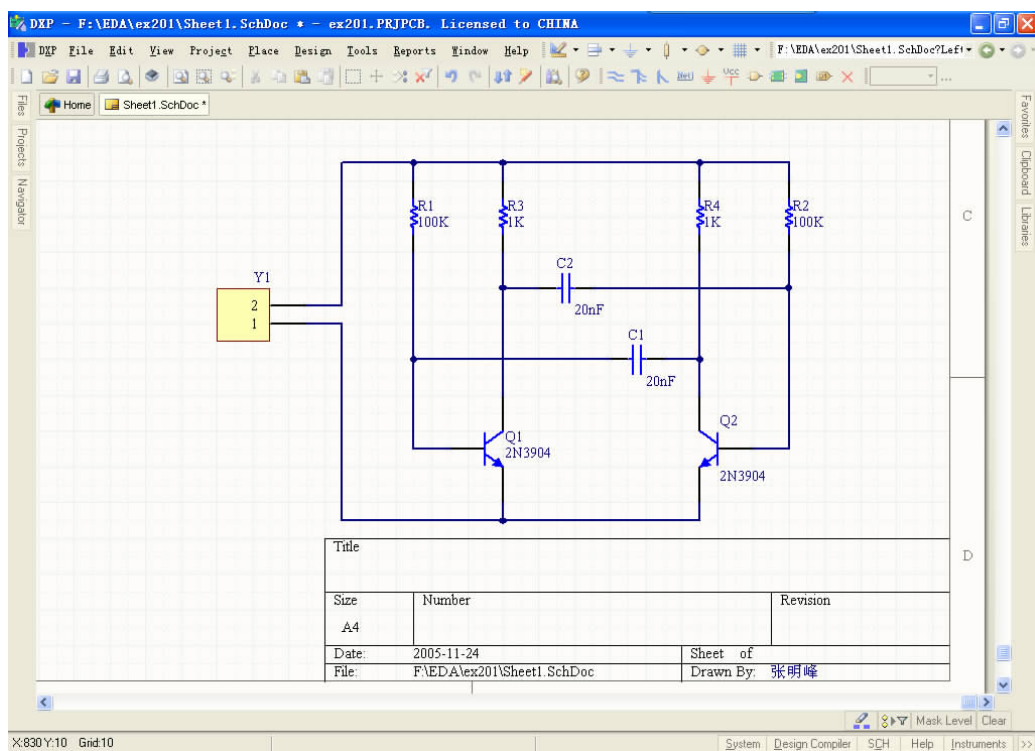 DXP - F:\EDA\ex201\Sheet1.SchDoc * - ex201.PRJPCB. Licensed to CHINA
DXP File Edit View Project Place Design Tools Reports Window Help F:\EDA\ex201\Sheet1.SchDoc?Left
Vcc
...
Home Sheet1.SchDoc *
Files
Projects
Navigator
Favorites
Clipboard
Libraries
C
R1
100K
R3
1K
R4
1K
R2
100K
C2
20nF
Y1
2
1
C1
20nF
Q1
2N3904
Q2
2N3904
D
Title
Size
A4
Number
Revision
Date: 2005-11-24 Sheet of
File: F:\EDA\ex201\Sheet1.SchDoc Drawn By: 张明峰
Mask Level Clear
X:830 Y:10 Grid:10 System Design Compiler SCH Help Instruments >>